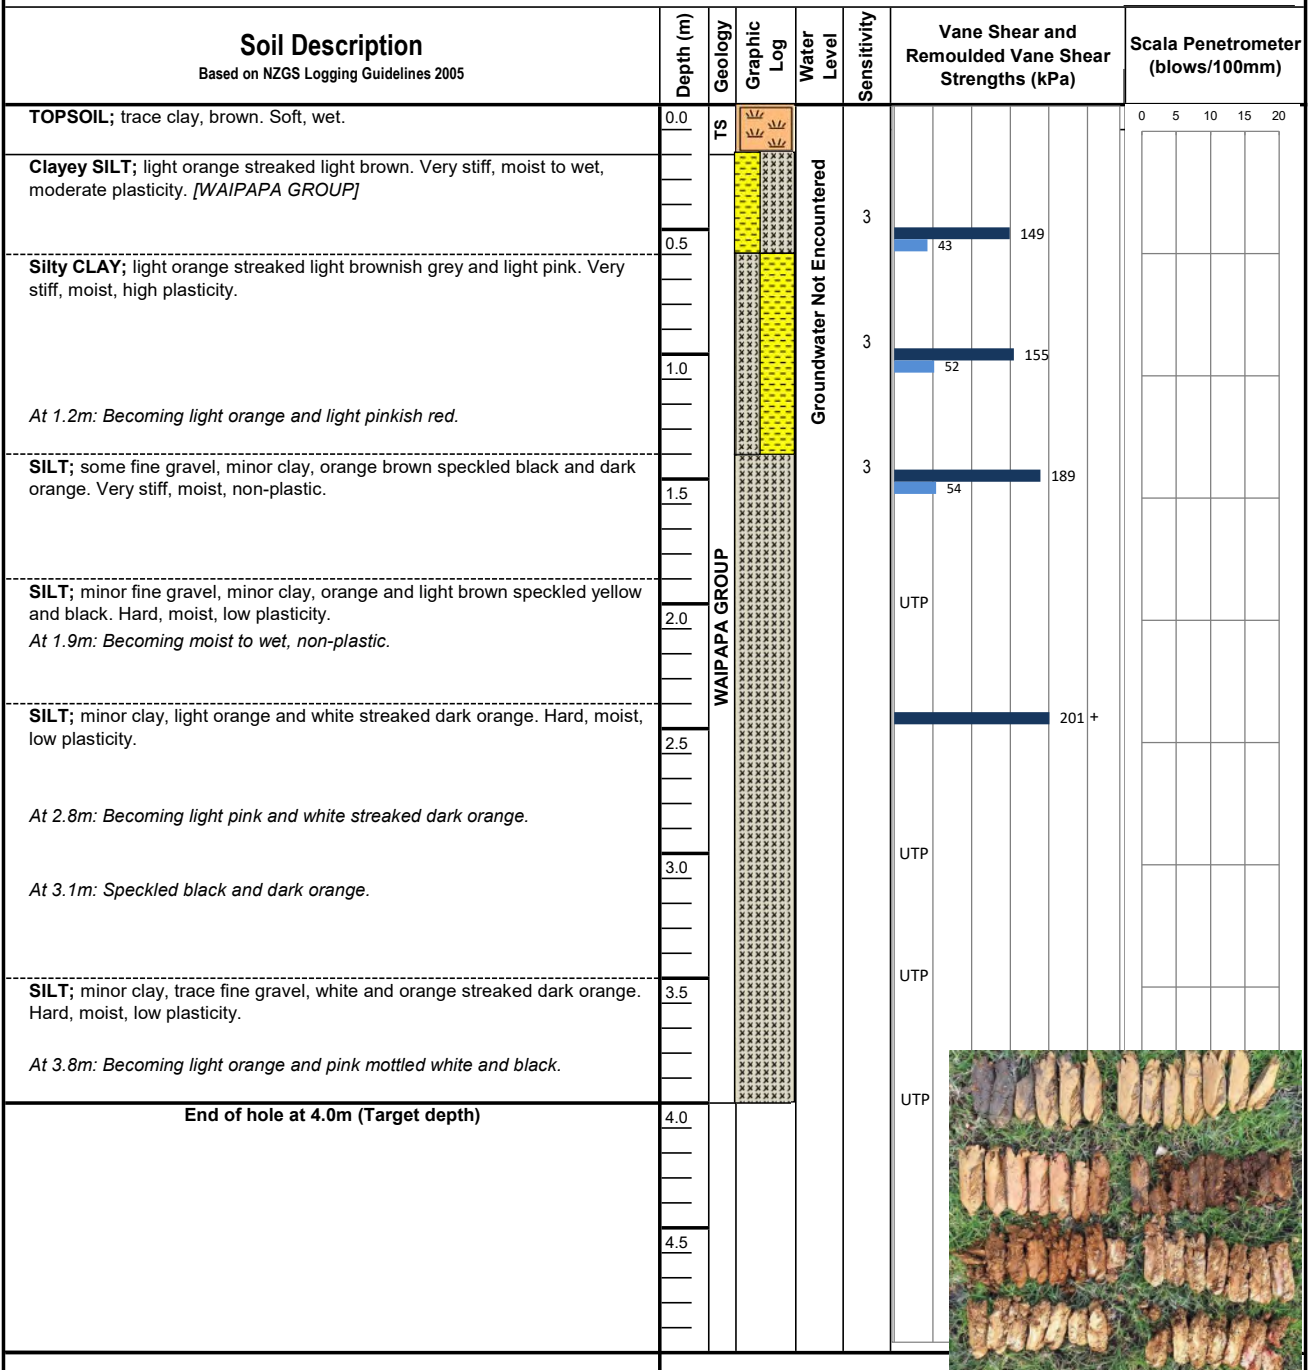 Soil Description
Based on NZGS Logging Guidelines 2005
Depth (m)
Geology
Graphic
Log
Water
Level
Sensitivity
Vane Shear and
Remoulded Vane Shear
Strengths (kPa)
Scala Penetrometer
(blows/100mm)
0 5 10 15 20
TOPSOIL; trace clay, brown. Soft, wet.
0.0
TS
Clayey SILT; light orange streaked light brown. Very stiff, moist to wet,
moderate plasticity. [WAIPAPA GROUP]
Groundwater Not Encountered
3
149
43
0.5
Silty CLAY; light orange streaked light brownish grey and light pink. Very
stiff, moist, high plasticity.
3
155
52
1.0
At 1.2m: Becoming light orange and light pinkish red.
SILT; some fine gravel, minor clay, orange brown speckled black and dark
orange. Very stiff, moist, non-plastic.
3
189
54
1.5
WAIPAPA GROUP
SILT; minor fine gravel, minor clay, orange and light brown speckled yellow
and black. Hard, moist, low plasticity.
UTP
2.0
At 1.9m: Becoming moist to wet, non-plastic.
SILT; minor clay, light orange and white streaked dark orange. Hard, moist,
low plasticity.
201 +
2.5
At 2.8m: Becoming light pink and white streaked dark orange.
UTP
3.0
At 3.1m: Speckled black and dark orange.
UTP
SILT; minor clay, trace fine gravel, white and orange streaked dark orange.
Hard, moist, low plasticity.
3.5
At 3.8m: Becoming light orange and pink mottled white and black.
UTP
End of hole at 4.0m (Target depth)
4.0
4.5